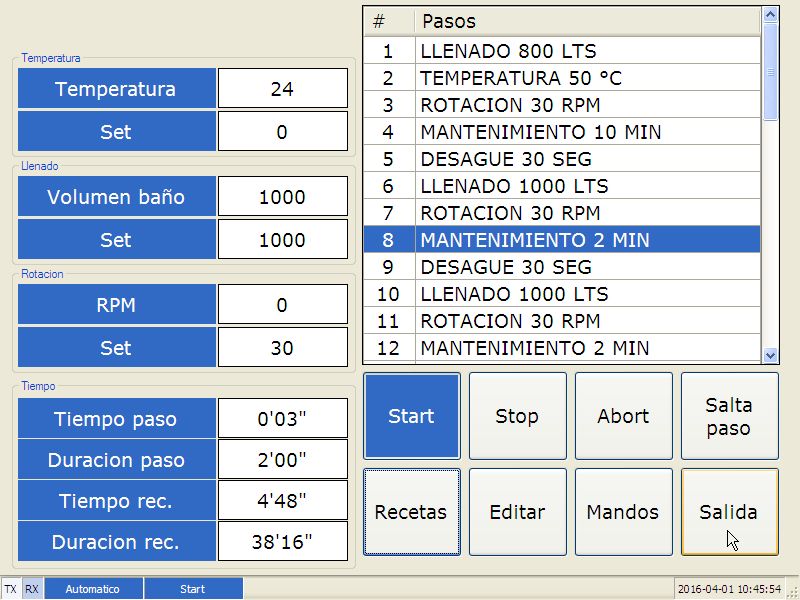 Temperatura
Temperatura 24
Set 0
Llenado
Volumen baño 1000
Set 1000
Rotacion
RPM 0
Set 30
Tiempo
Tiempo paso 0'03"
Duracion paso 2'00"
Tiempo rec. 4'48"
Duracion rec. 38'16"
# Pasos
1 LLENADO 800 LTS
2 TEMPERATURA 50 °C
3 ROTACION 30 RPM
4 MANTENIMIENTO 10 MIN
5 DESAGUE 30 SEG
6 LLENADO 1000 LTS
7 ROTACION 30 RPM
8 MANTENIMIENTO 2 MIN
9 DESAGUE 30 SEG
10 LLENADO 1000 LTS
11 ROTACION 30 RPM
12 MANTENIMIENTO 2 MIN
Start Stop Abort Salta
paso
Recetas Editar Mandos Salida
TX RX Automatico Start 2016-04-01 10:45:54